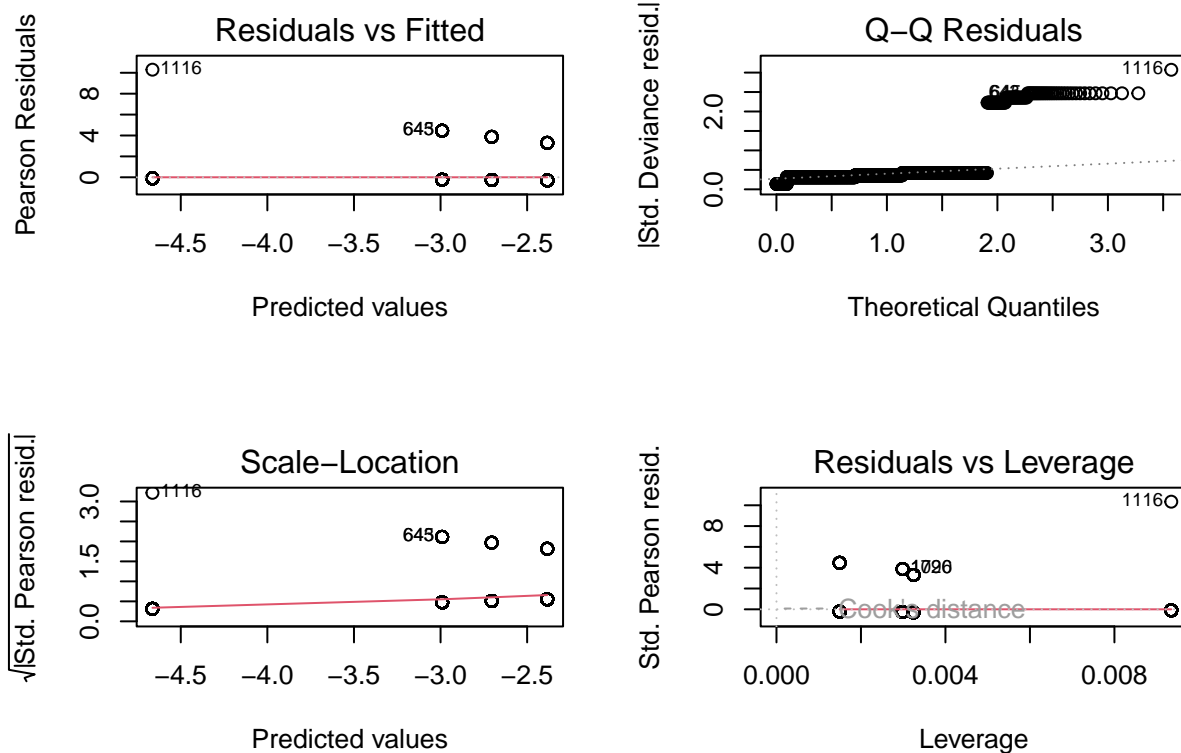 Residuals vs Fitted
Pearson Residuals
0 4 8
1116
645
−4.5 −4.0 −3.5 −3.0 −2.5
Predicted values
Q−Q Residuals
|Std. Deviance resid.|
0.0 2.0
1116
0.0 1.0 2.0 3.0
Theoretical Quantiles
Scale−Location
√|Std. Pearson resid.|
0.0 1.5 3.0
1116
−4.5 −4.0 −3.5 −3.0 −2.5
Predicted values
Residuals vs Leverage
Std. Pearson resid.
0 4 8
1116
Cook's distance
0.000 0.004 0.008
Leverage